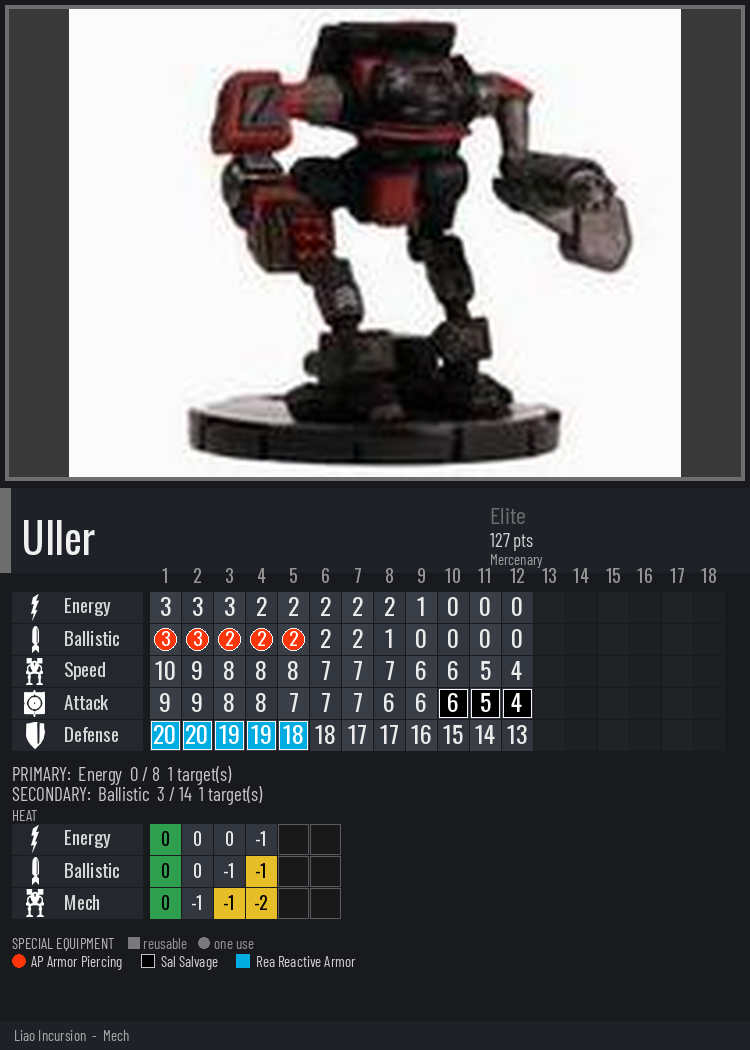 Uller
Elite
127 pts
Mercenary
1 2 3 4 5 6 7 8 9 10 11 12 13 14 15 16 17 18
Energy 3 3 3 2 2 2 2 2 1 0 0 0
Ballistic 3 3 2 2 2 2 2 1 0 0 0 0
Speed 10 9 8 8 8 7 7 7 6 6 5 4
Attack 9 9 8 8 7 7 7 6 6 6 5 4
Defense 20 20 19 19 18 18 17 17 16 15 14 13
PRIMARY: Energy 0 / 8 1 target(s)
SECONDARY: Ballistic 3 / 14 1 target(s)
HEAT
Energy 0 0 0 -1
Ballistic 0 0 -1 -1
Mech 0 -1 -1 -2
SPECIAL EQUIPMENT reusable one use
AP Armor Piercing Sal Salvage Rea Reactive Armor
Liao Incursion - Mech